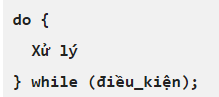 do {
  Xử lý
} while (điều_kiện);